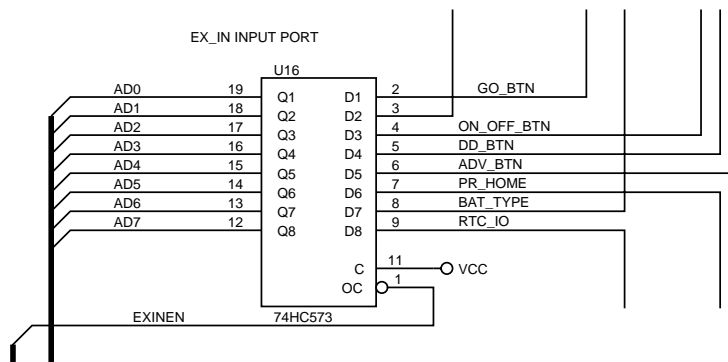 EX_IN INPUT PORT
U16
AD0 19 Q1 D1 2 GO_BTN
AD1 18 Q2 D2 3
AD2 17 Q3 D3 4 ON_OFF_BTN
AD3 16 Q4 D4 5 DD_BTN
AD4 15 Q5 D5 6 ADV_BTN
AD5 14 Q6 D6 7 PR_HOME
AD6 13 Q7 D7 8 BAT_TYPE
AD7 12 Q8 D8 9 RTC_IO
C 11 VCC
OC 1
EXINEN 74HC573